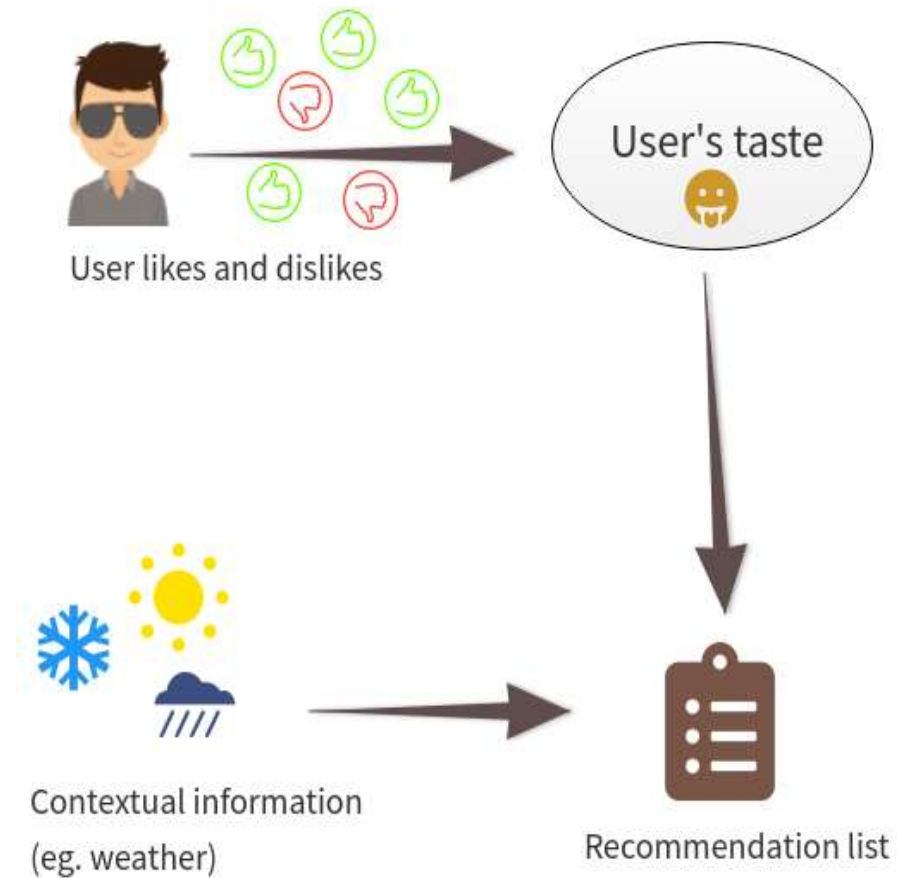 User's taste
User likes and dislikes
Contextual information
(eg. weather)
Recommendation list